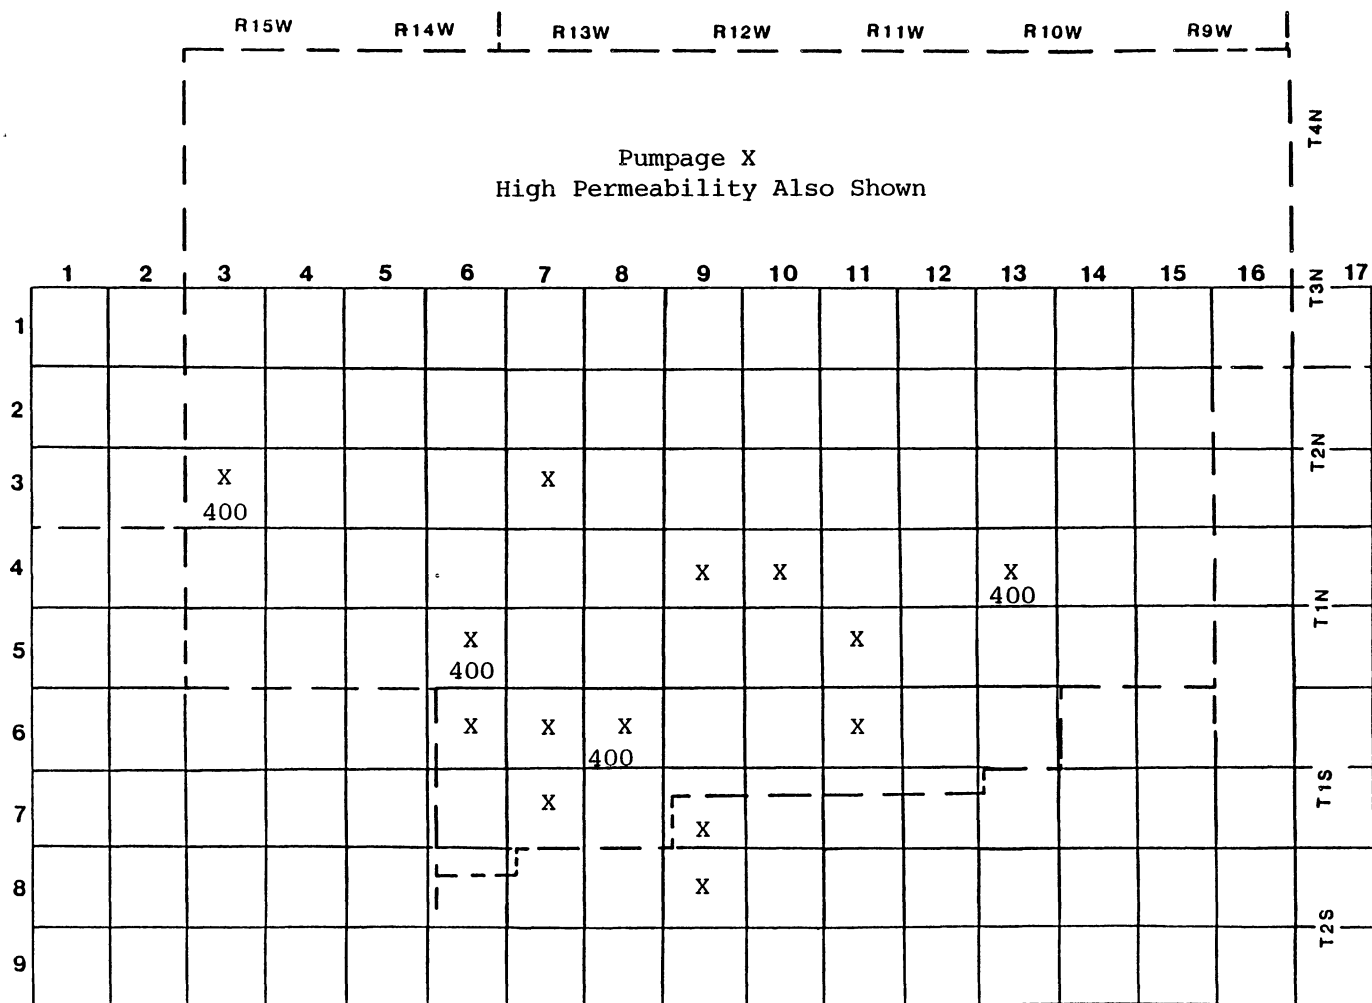 R15W R14W R13W R12W R11W R10W R9W
T4N
Pumpage X
High Permeability Also Shown
1 2 3 4 5 6 7 8 9 10 11 12 13 14 15 16 17
T3N
1
2
T2N
3 X X
400
4 X X X
400
T1N
5 X X
400
6 X X X X
400
T1S
7 X X
8 X
T2S
9